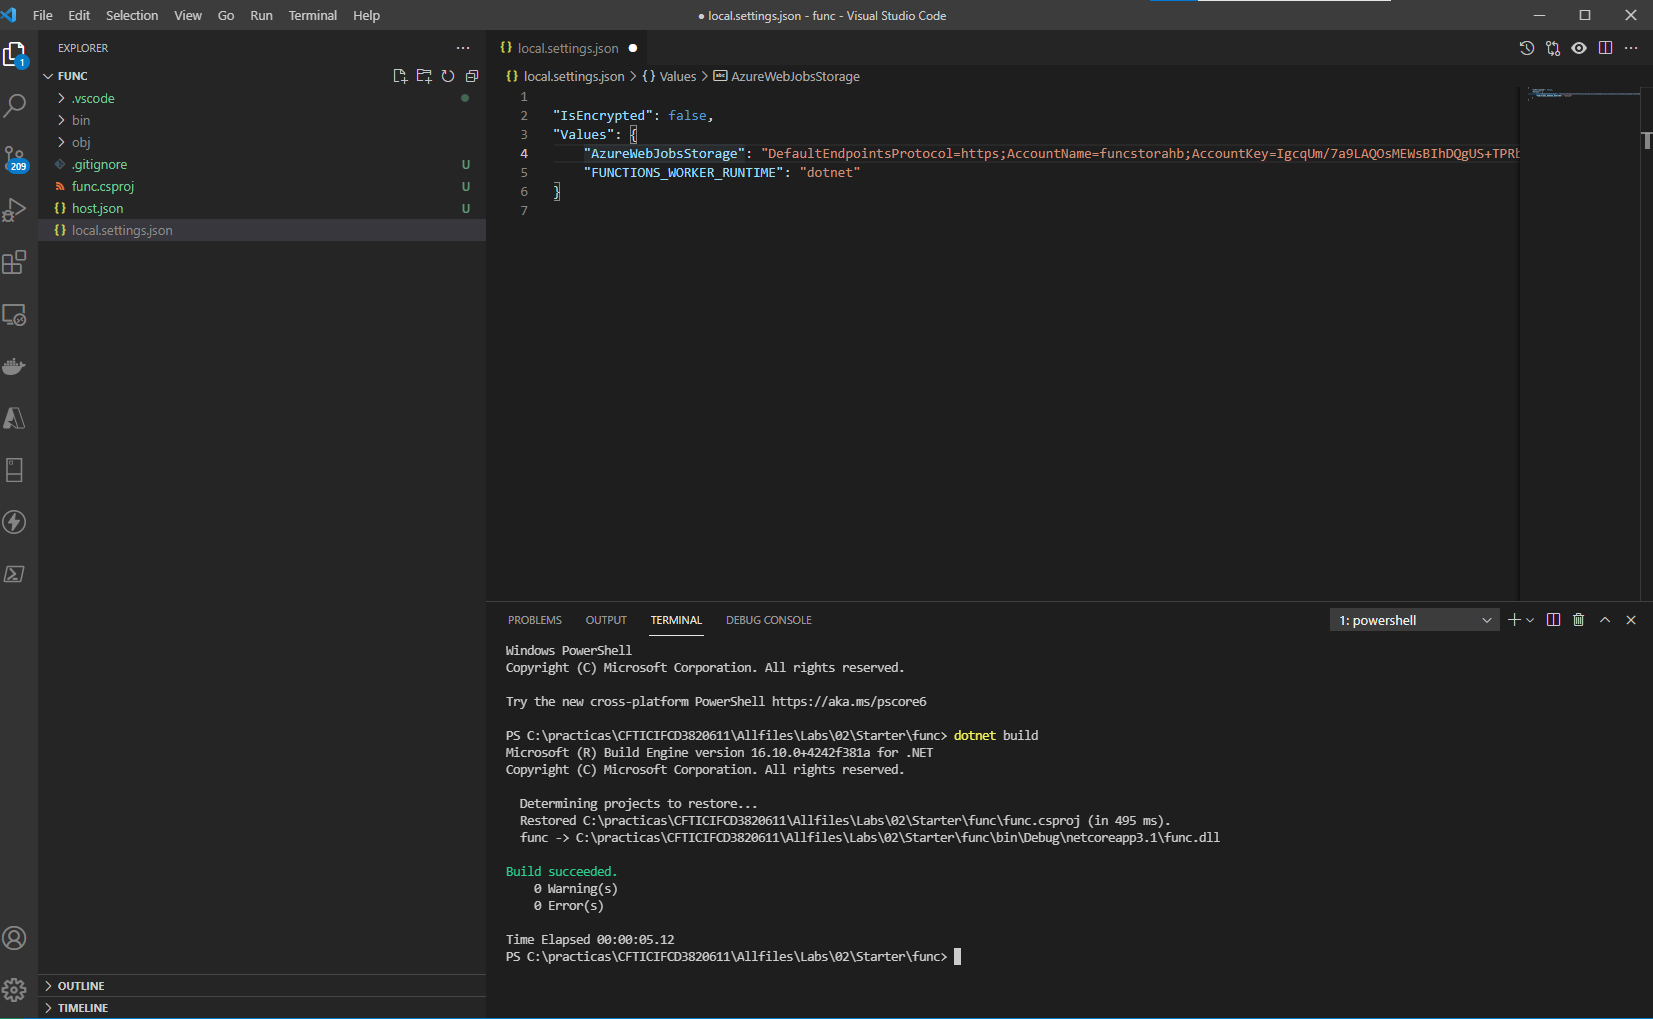 File Edit Selection View Go Run Terminal Help
● local.settings.json - func - Visual Studio Code
EXPLORER
FUNC
.vscode
bin
obj
.gitignore U
func.csproj U
host.json U
local.settings.json
OUTLINE
TIMELINE
1
209
{} local.settings.json ●
{} local.settings.json > {} Values > abc AzureWebJobsStorage
1
2 "IsEncrypted": false,
3 "Values": {
4 "AzureWebJobsStorage": "DefaultEndpointsProtocol=https;AccountName=funcstorahb;AccountKey=IgcqUm/7a9LAQOsMEWsBIhDQgUS+TPRb
5 "FUNCTIONS_WORKER_RUNTIME": "dotnet"
6 }
7
PROBLEMS OUTPUT TERMINAL DEBUG CONSOLE
1: powershell
Windows PowerShell
Copyright (C) Microsoft Corporation. All rights reserved.
Try the new cross-platform PowerShell https://aka.ms/pscore6
PS C:\practicas\CFTICIFCD3820611\Allfiles\Labs\02\Starter\func> dotnet build
Microsoft (R) Build Engine version 16.10.0+4242f381a for .NET
Copyright (C) Microsoft Corporation. All rights reserved.
Determining projects to restore...
Restored C:\practicas\CFTICIFCD3820611\Allfiles\Labs\02\Starter\func\func.csproj (in 495 ms).
func -> C:\practicas\CFTICIFCD3820611\Allfiles\Labs\02\Starter\func\bin\Debug\netcoreapp3.1\func.dll
Build succeeded.
0 Warning(s)
0 Error(s)
Time Elapsed 00:00:05.12
PS C:\practicas\CFTICIFCD3820611\Allfiles\Labs\02\Starter\func>